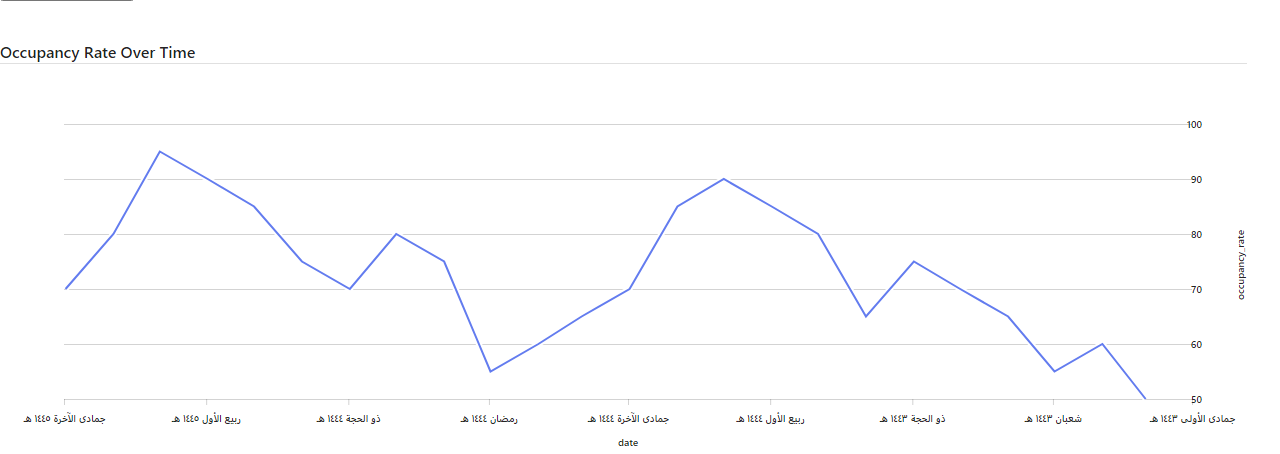 Occupancy Rate Over Time
100
90
80
70
60
50
occupancy_rate
جمادى الأولى ١٤٤٣ هـ
شعبان ١٤٤٣ هـ
ذو الحجة ١٤٤٣ هـ
ربيع الأول ١٤٤٤ هـ
جمادى الآخرة ١٤٤٤ هـ
رمضان ١٤٤٤ هـ
ذو الحجة ١٤٤٤ هـ
ربيع الأول ١٤٤٥ هـ
جمادى الآخرة ١٤٤٥ هـ
date